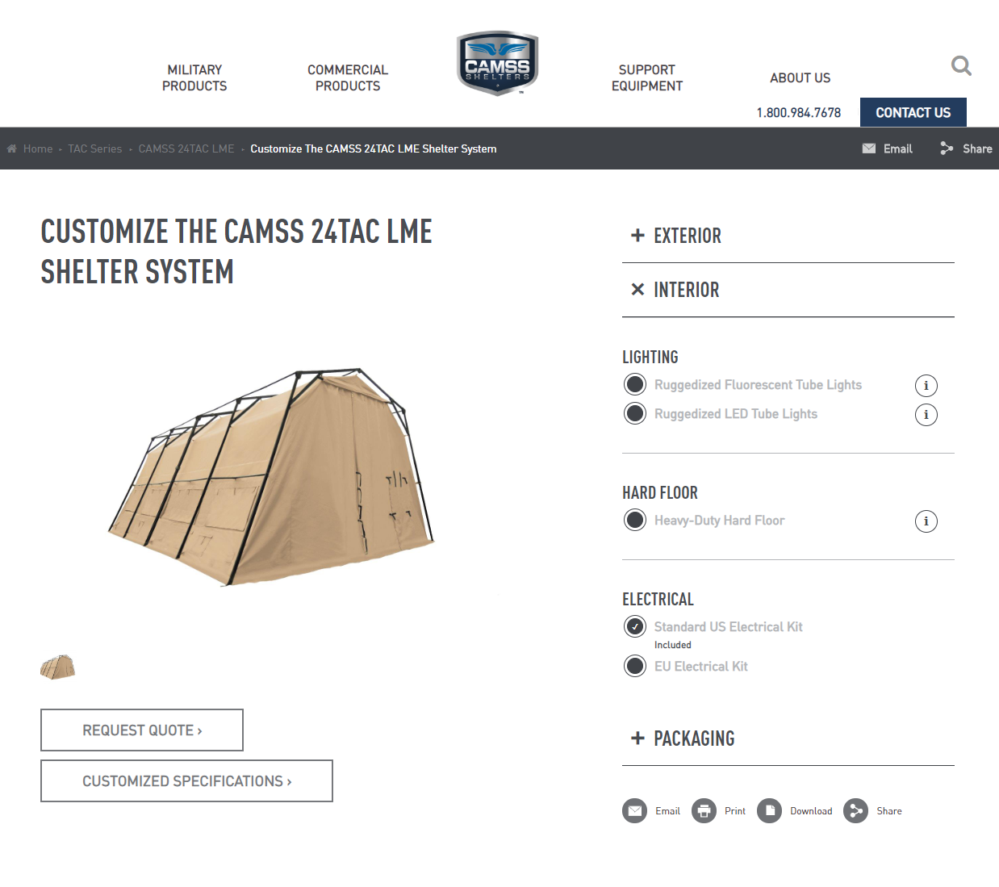 MILITARY
PRODUCTS
COMMERCIAL
PRODUCTS
CAMSS
SHELTERS
™
SUPPORT
EQUIPMENT
ABOUT US
1.800.984.7678
CONTACT US
Home · TAC Series · CAMSS 24TAC LME · Customize The CAMSS 24TAC LME Shelter System
Email
Share
CUSTOMIZE THE CAMSS 24TAC LME
SHELTER SYSTEM
REQUEST QUOTE ›
CUSTOMIZED SPECIFICATIONS ›
+ EXTERIOR
× INTERIOR
LIGHTING
Ruggedized Fluorescent Tube Lights i
Ruggedized LED Tube Lights i
HARD FLOOR
Heavy-Duty Hard Floor i
ELECTRICAL
Standard US Electrical Kit
Included
EU Electrical Kit
+ PACKAGING
Email Print Download Share